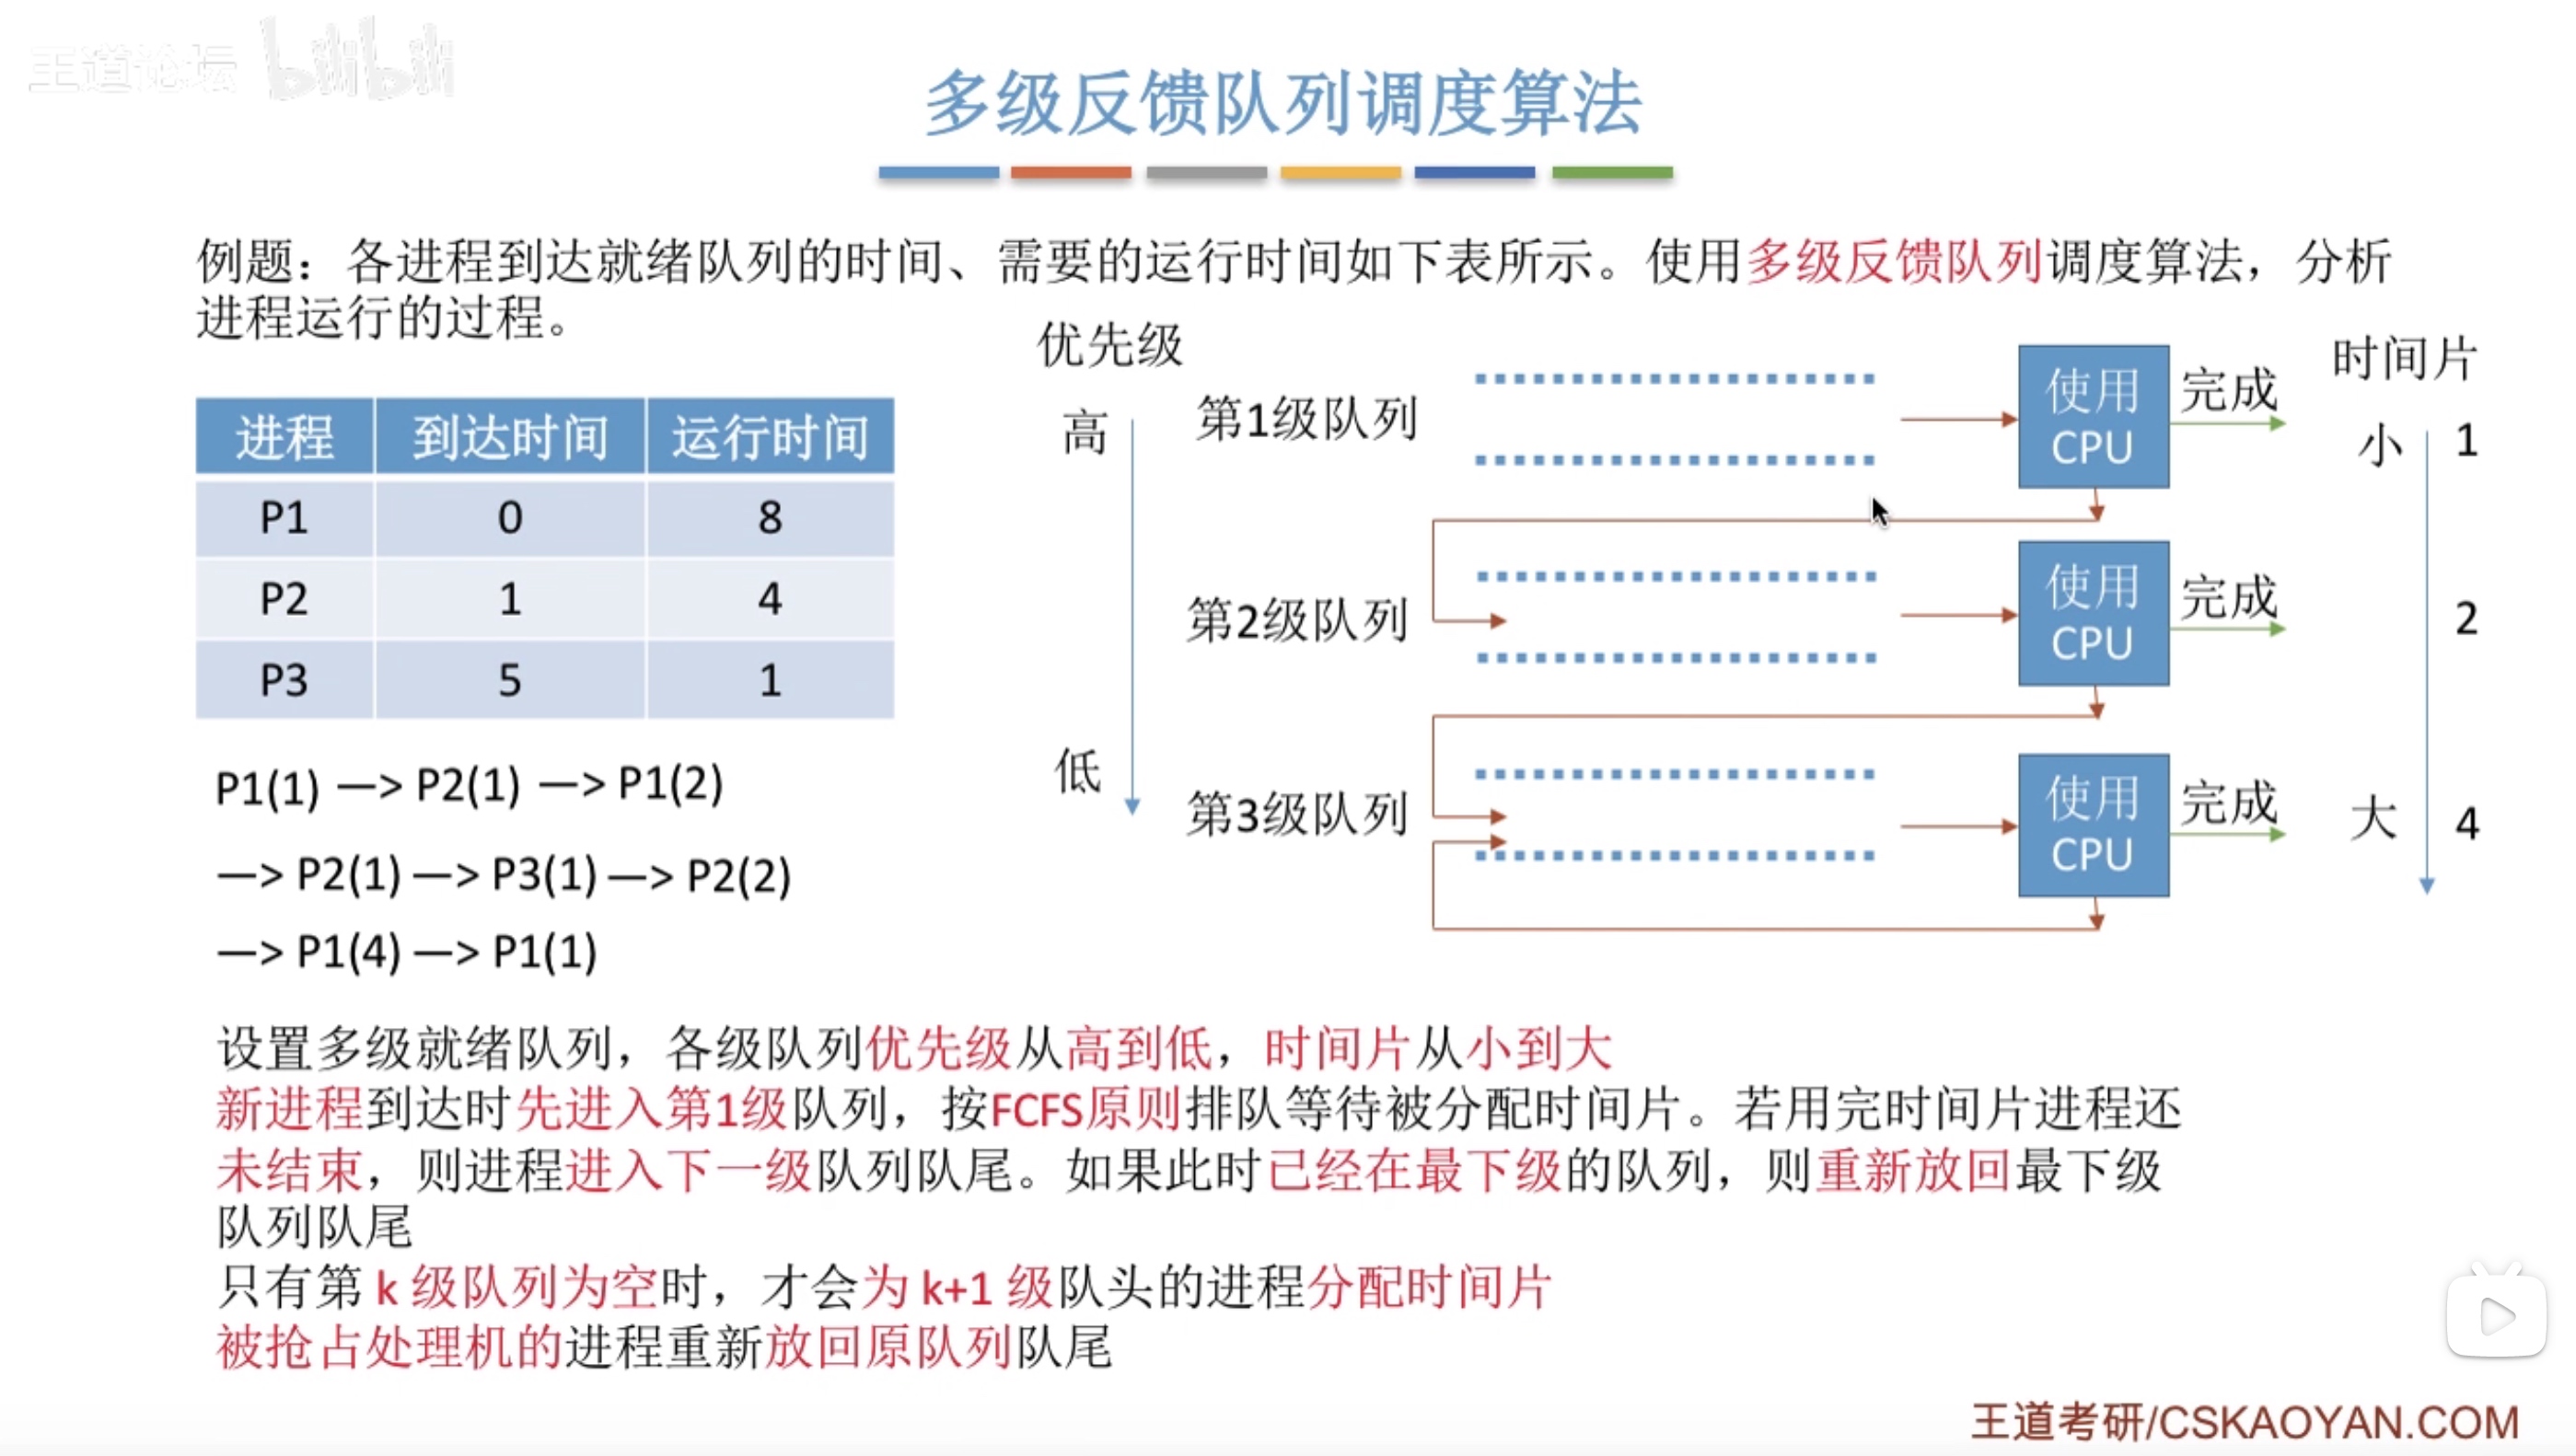 王道论坛 bilibili
多级反馈队列调度算法
例题：各进程到达就绪队列的时间、需要的运行时间如下表所示。使用多级反馈队列调度算法，分析
进程运行的过程。
进程 到达时间 运行时间
P1 0 8
P2 1 4
P3 5 1
P1(1) —> P2(1) —> P1(2)
—> P2(1) —> P3(1) —> P2(2)
—> P1(4) —> P1(1)
优先级
高
低
第1级队列
使用
CPU
完成
第2级队列
使用
CPU
完成
第3级队列
使用
CPU
完成
时间片
小 1
2
大 4
设置多级就绪队列，各级队列优先级从高到低，时间片从小到大
新进程到达时先进入第1级队列，按FCFS原则排队等待被分配时间片。若用完时间片进程还
未结束，则进程进入下一级队列队尾。如果此时已经在最下级的队列，则重新放回最下级
队列队尾
只有第 k 级队列为空时，才会为 k+1 级队头的进程分配时间片
被抢占处理机的进程重新放回原队列队尾
王道考研/CSKAOYAN.COM